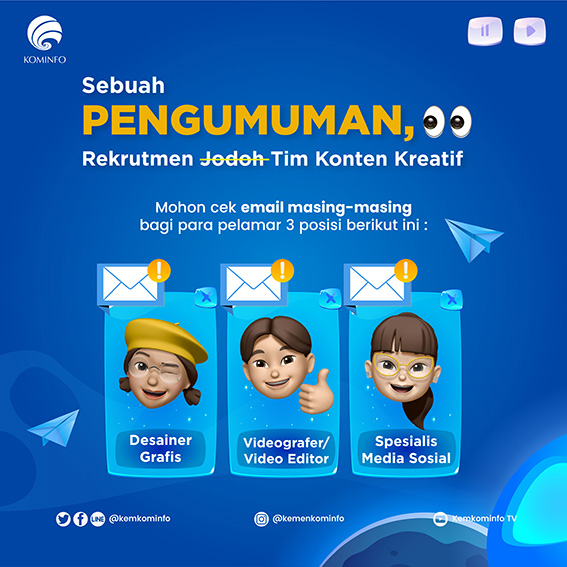 KOMINFO
Sebuah
PENGUMUMAN,
Rekrutmen Jodoh Tim Konten Kreatif
Mohon cek email masing-masing
bagi para pelamar 3 posisi berikut ini :
Desainer
Grafis
Videografer/
Video Editor
Spesialis
Media Sosial
LINE @kemkominfo
@kemenkominfo
Kemkominfo TV